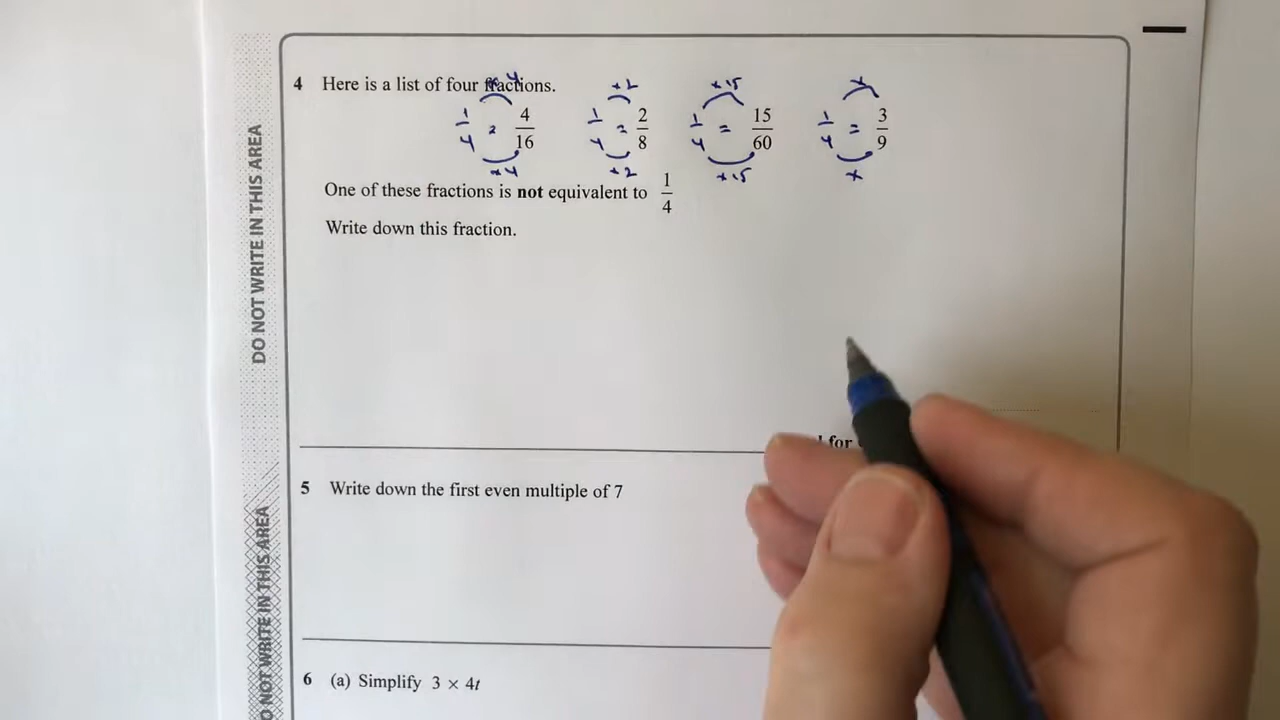 4 Here is a list of four fractions.
×4 ×2 ×15 ×
1/4 = 4/16 1/4 = 2/8 1/4 = 15/60 1/4 = 3/9
×4 ×2 ×15 ×
One of these fractions is not equivalent to 1/4
Write down this fraction.
for
5 Write down the first even multiple of 7
6 (a) Simplify 3 × 4t
DO NOT WRITE IN THIS AREA
O NOT WRITE IN THIS AREA